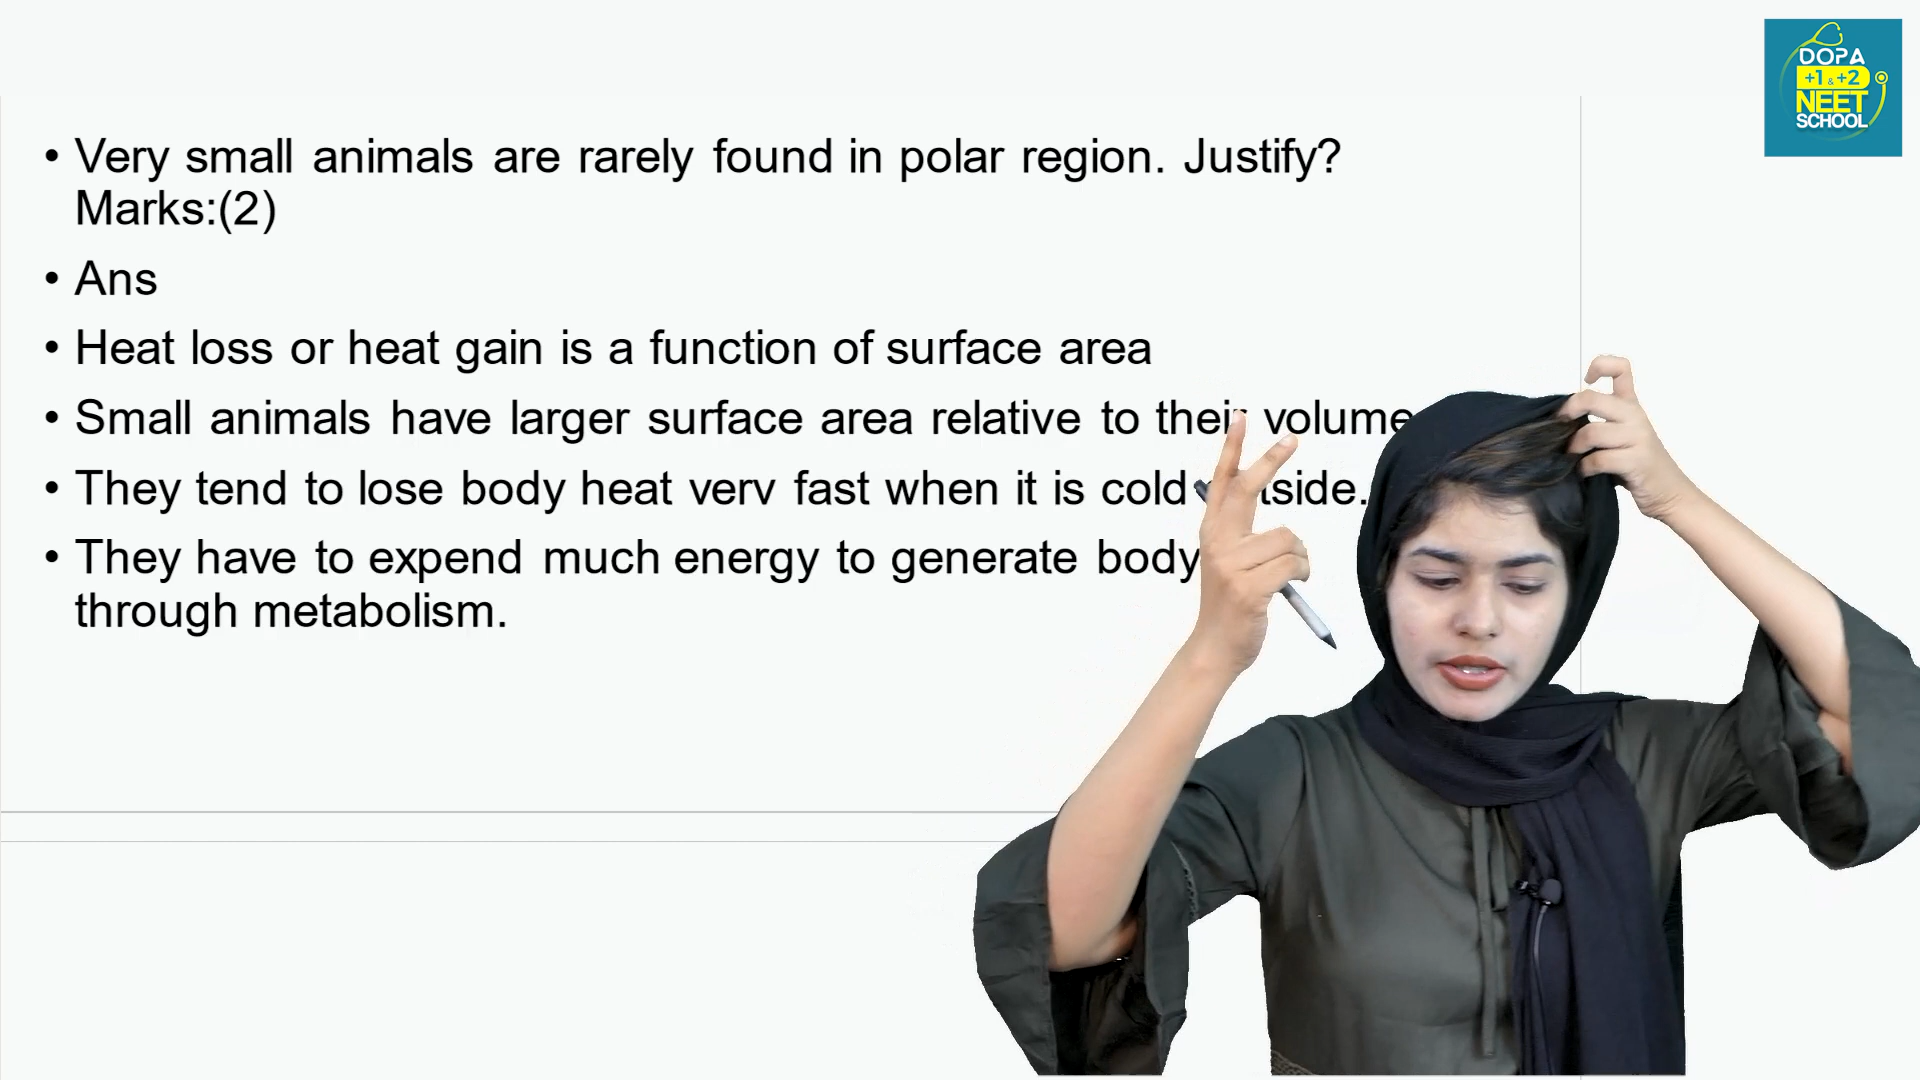 • Very small animals are rarely found in polar region. Justify?
Marks:(2)
• Ans
• Heat loss or heat gain is a function of surface area
• Small animals have larger surface area relative to their volume
• They tend to lose body heat very fast when it is cold
• They have to expend much energy to generate body
through metabolism.
DOPA
+1 & +2
NEET
SCHOOL